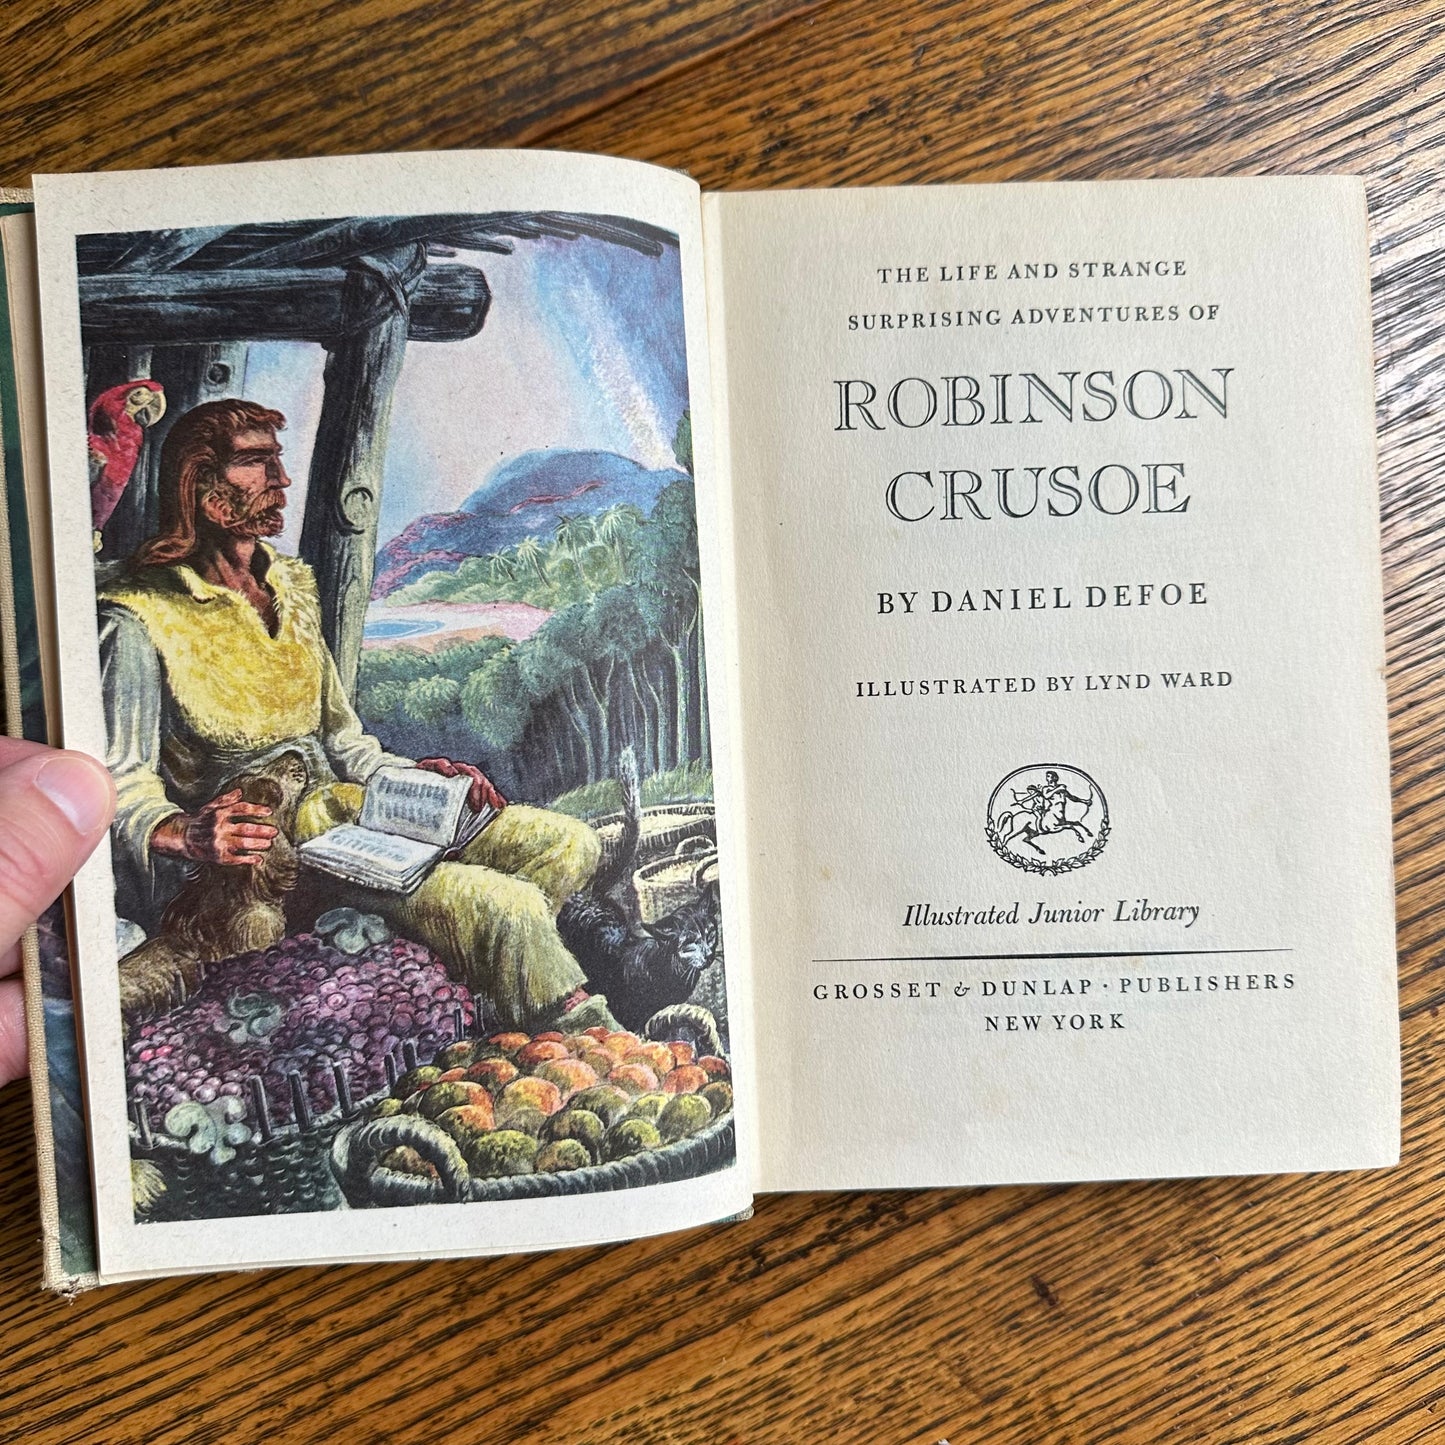 THE LIFE AND STRANGE
SURPRISING ADVENTURES OF
ROBINSON
CRUSOE
BY DANIEL DEFOE
ILLUSTRATED BY LYND WARD
Illustrated Junior Library
GROSSET & DUNLAP · PUBLISHERS
NEW YORK